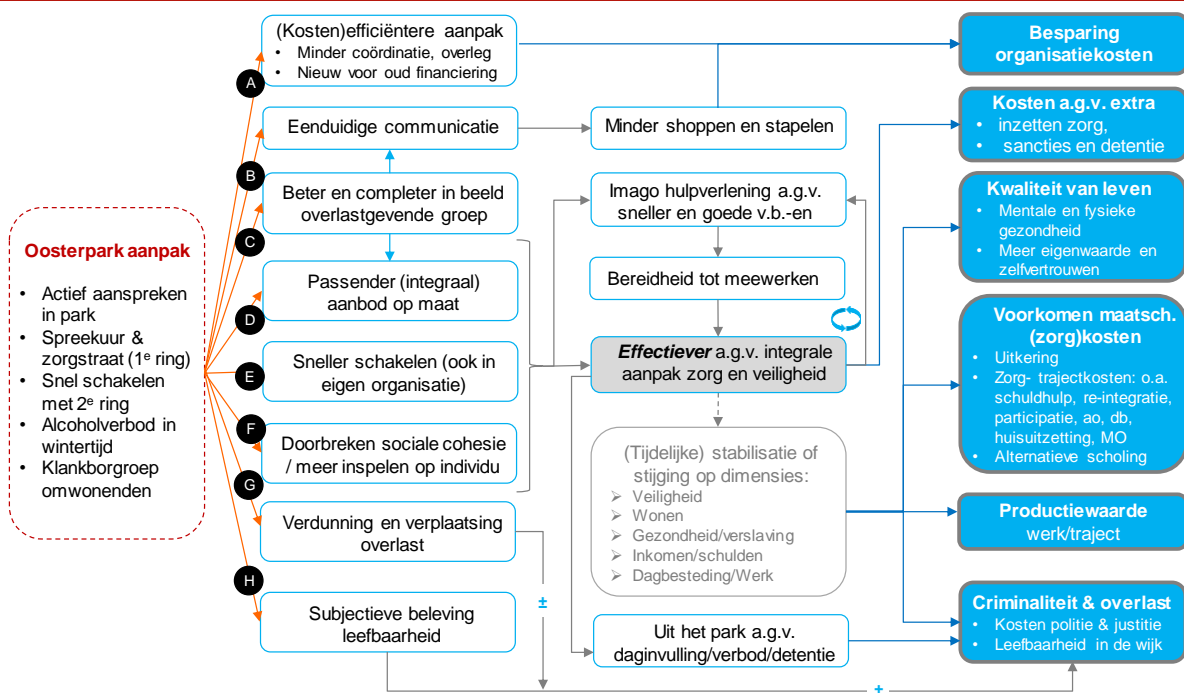 Oosterpark aanpak
• Actief aanspreken
in park
• Spreekuur &
zorgstraat (1e ring)
• Snel schakelen
met 2e ring
• Alcoholverbod in
wintertijd
• Klankborgroep
omwonenden
A
B
C
D
E
F
G
H
(Kosten)efficiëntere aanpak
• Minder coördinatie, overleg
• Nieuw voor oud financiering
Eenduidige communicatie
Beter en completer in beeld
overlastgevende groep
Passender (integraal)
aanbod op maat
Sneller schakelen (ook in
eigen organisatie)
Doorbreken sociale cohesie
/ meer inspelen op individu
Verdunning en verplaatsing
overlast
Subjectieve beleving
leefbaarheid
±
+
Minder shoppen en stapelen
Imago hulpverlening a.g.v.
sneller en goede v.b.-en
Bereidheid tot meewerken
Effectiever a.g.v. integrale
aanpak zorg en veiligheid
(Tijdelijke) stabilisatie of
stijging op dimensies:
➢ Veiligheid
➢ Wonen
➢ Gezondheid/verslaving
➢ Inkomen/schulden
➢ Dagbesteding/Werk
Uit het park a.g.v.
daginvulling/verbod/detentie
Besparing
organisatiekosten
Kosten a.g.v. extra
• inzetten zorg,
• sancties en detentie
Kwaliteit van leven
• Mentale en fysieke
gezondheid
• Meer eigenwaarde en
zelfvertrouwen
Voorkomen maatsch.
(zorg)kosten
• Uitkering
• Zorg- trajectkosten: o.a.
schuldhulp, re-integratie,
participatie, ao, db,
huisuitzetting, MO
• Alternatieve scholing
Productiewaarde
werk/traject
Criminaliteit & overlast
• Kosten politie & justitie
• Leefbaarheid in de wijk